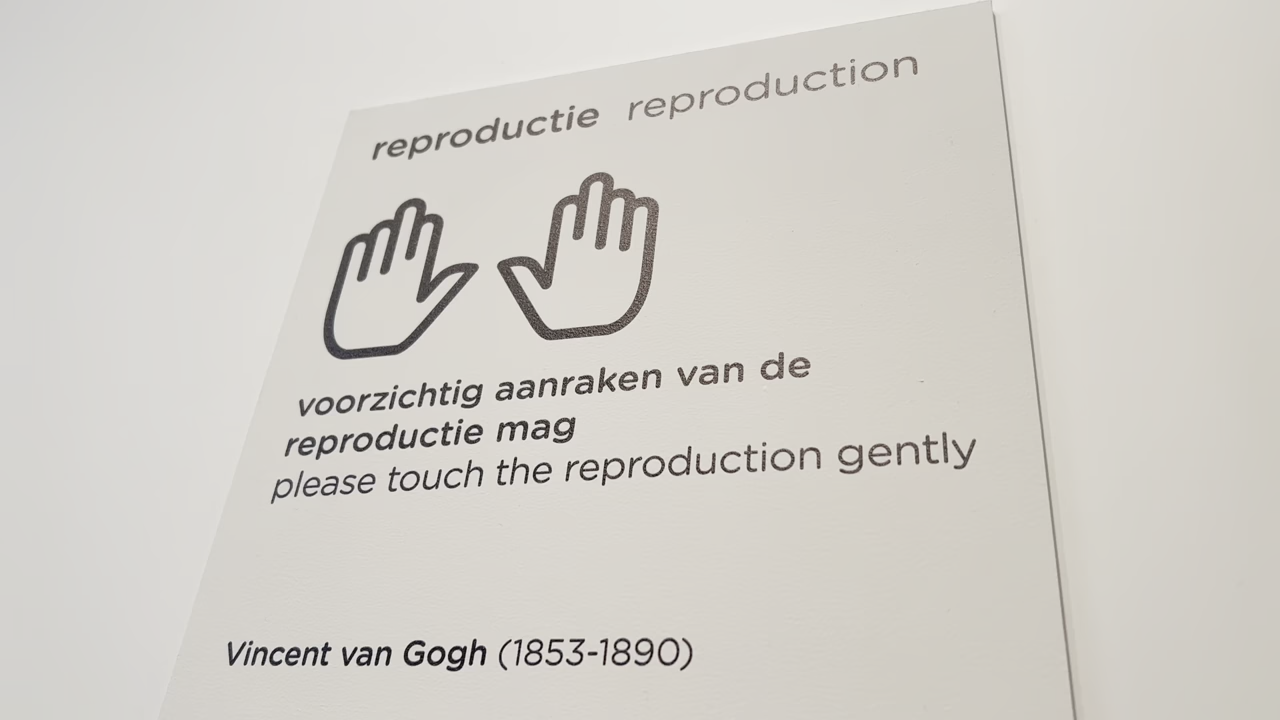 reproductie reproduction
voorzichtig aanraken van de
reproductie mag
please touch the reproduction gently
Vincent van Gogh (1853-1890)